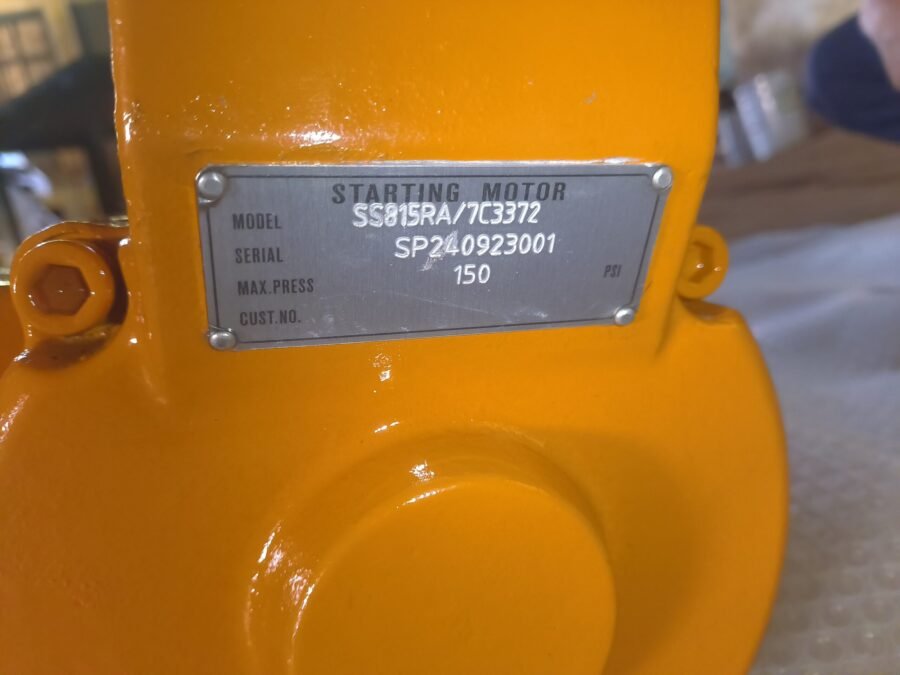 STARTING MOTOR
MODEL SS815RA/7C3372
SERIAL SP240923001
MAX.PRESS 150 PSI
CUST.NO.